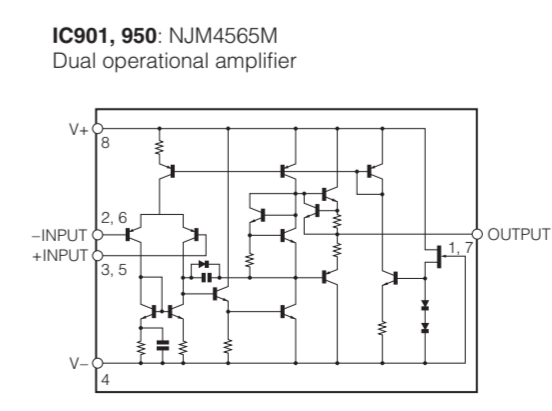 IC901, 950: NJM4565M
Dual operational amplifier
V+
8
2, 6
–INPUT
+INPUT
3, 5
1, 7
OUTPUT
V–
4